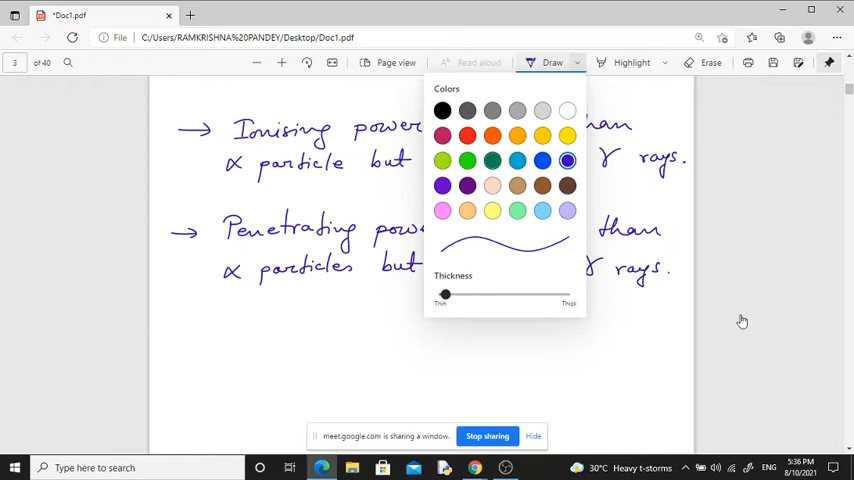 *Doc1.pdf
File C:/Users/RAMKRISHNA%20PANDEY/Desktop/Doc1.pdf
3 of 40 Page view Read aloud Draw Highlight Erase
Colors
→ Ionising power than
α particle but γ rays.
→ Penetrating pow than
α particles but γ rays.
Thickness
Thin Thick
meet.google.com is sharing a window. Stop sharing Hide
Type here to search
30°C Heavy t-storms ENG 5:36 PM
8/10/2021